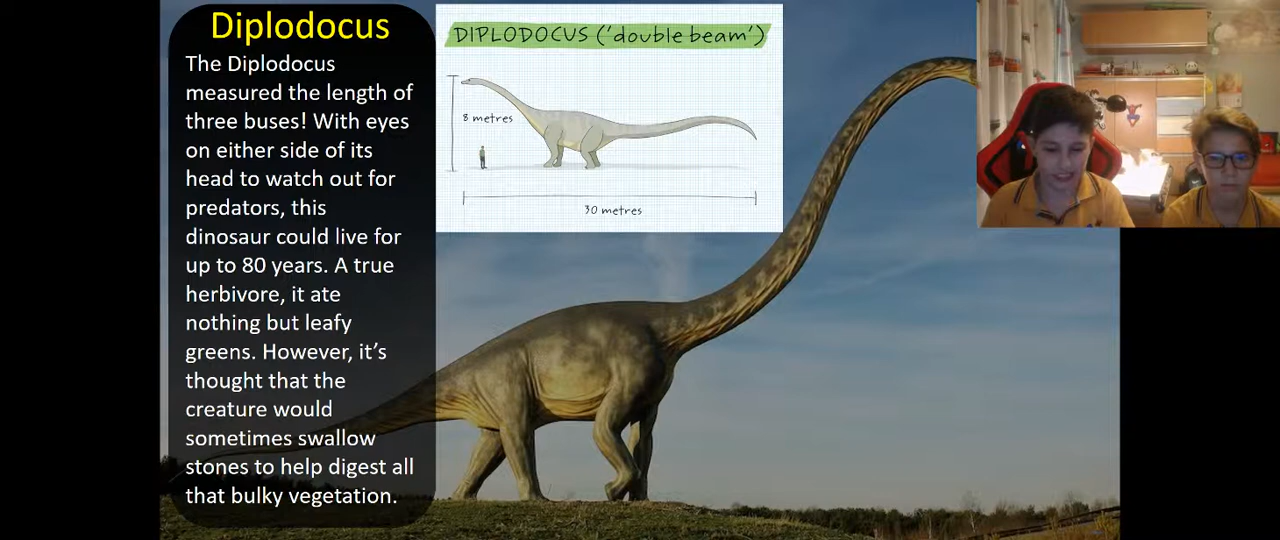 Diplodocus
The Diplodocus
measured the length of
three buses! With eyes
on either side of its
head to watch out for
predators, this
dinosaur could live for
up to 80 years. A true
herbivore, it ate
nothing but leafy
greens. However, it’s
thought that the
creature would
sometimes swallow
stones to help digest all
that bulky vegetation.
DIPLODOCUS (‘double beam’)
8 metres
30 metres